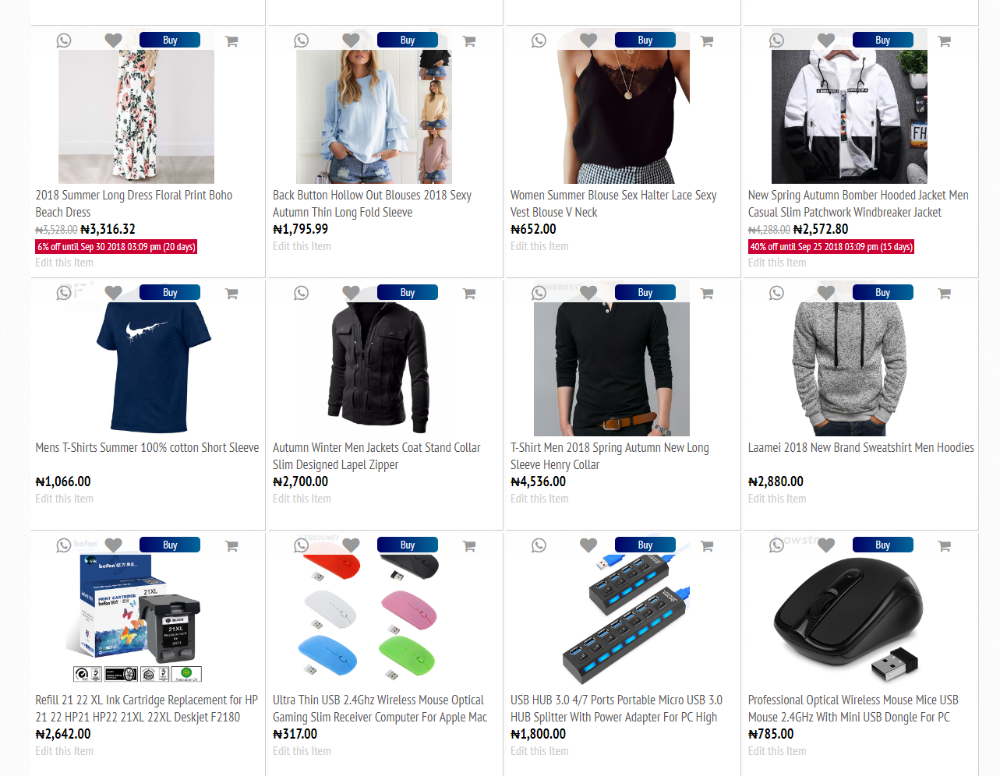 Buy
Buy
Buy
Buy
FH
2018 Summer Long Dress Floral Print Boho
Beach Dress
₦3,528.00 ₦3,316.32
6% off until Sep 30 2018 03:09 pm (20 days)
Edit this Item
Back Button Hollow Out Blouses 2018 Sexy
Autumn Thin Long Fold Sleeve
₦1,795.99
Edit this Item
Women Summer Blouse Sex Halter Lace Sexy
Vest Blouse V Neck
₦652.00
Edit this Item
New Spring Autumn Bomber Hooded Jacket Men
Casual Slim Patchwork Windbreaker Jacket
₦4,288.00 ₦2,572.80
40% off until Sep 25 2018 03:09 pm (15 days)
Edit this Item
Buy
Buy
Buy
Buy
Mens T-Shirts Summer 100% cotton Short Sleeve
₦1,066.00
Edit this Item
Autumn Winter Men Jackets Coat Stand Collar
Slim Designed Lapel Zipper
₦2,700.00
Edit this Item
T-Shirt Men 2018 Spring Autumn New Long
Sleeve Henry Collar
₦4,536.00
Edit this Item
Laamei 2018 New Brand Sweatshirt Men Hoodies
₦2,880.00
Edit this Item
befon
Buy
Buy
Buy
Buy
ink
befon
21XL
PRINT CARTRIDGE
befon
BLACK
21XL
Replacement for
9351
Refill 21 22 XL Ink Cartridge Replacement for HP
21 22 HP21 HP22 21XL 22XL Deskjet F2180
₦2,642.00
Edit this Item
Ultra Thin USB 2.4Ghz Wireless Mouse Optical
Gaming Slim Receiver Computer For Apple Mac
₦317.00
Edit this Item
USB HUB 3.0 4/7 Ports Portable Micro USB 3.0
HUB Splitter With Power Adapter For PC High
₦1,800.00
Edit this Item
Professional Optical Wireless Mouse Mice USB
Mouse 2.4GHz With Mini USB Dongle For PC
₦785.00
Edit this Item